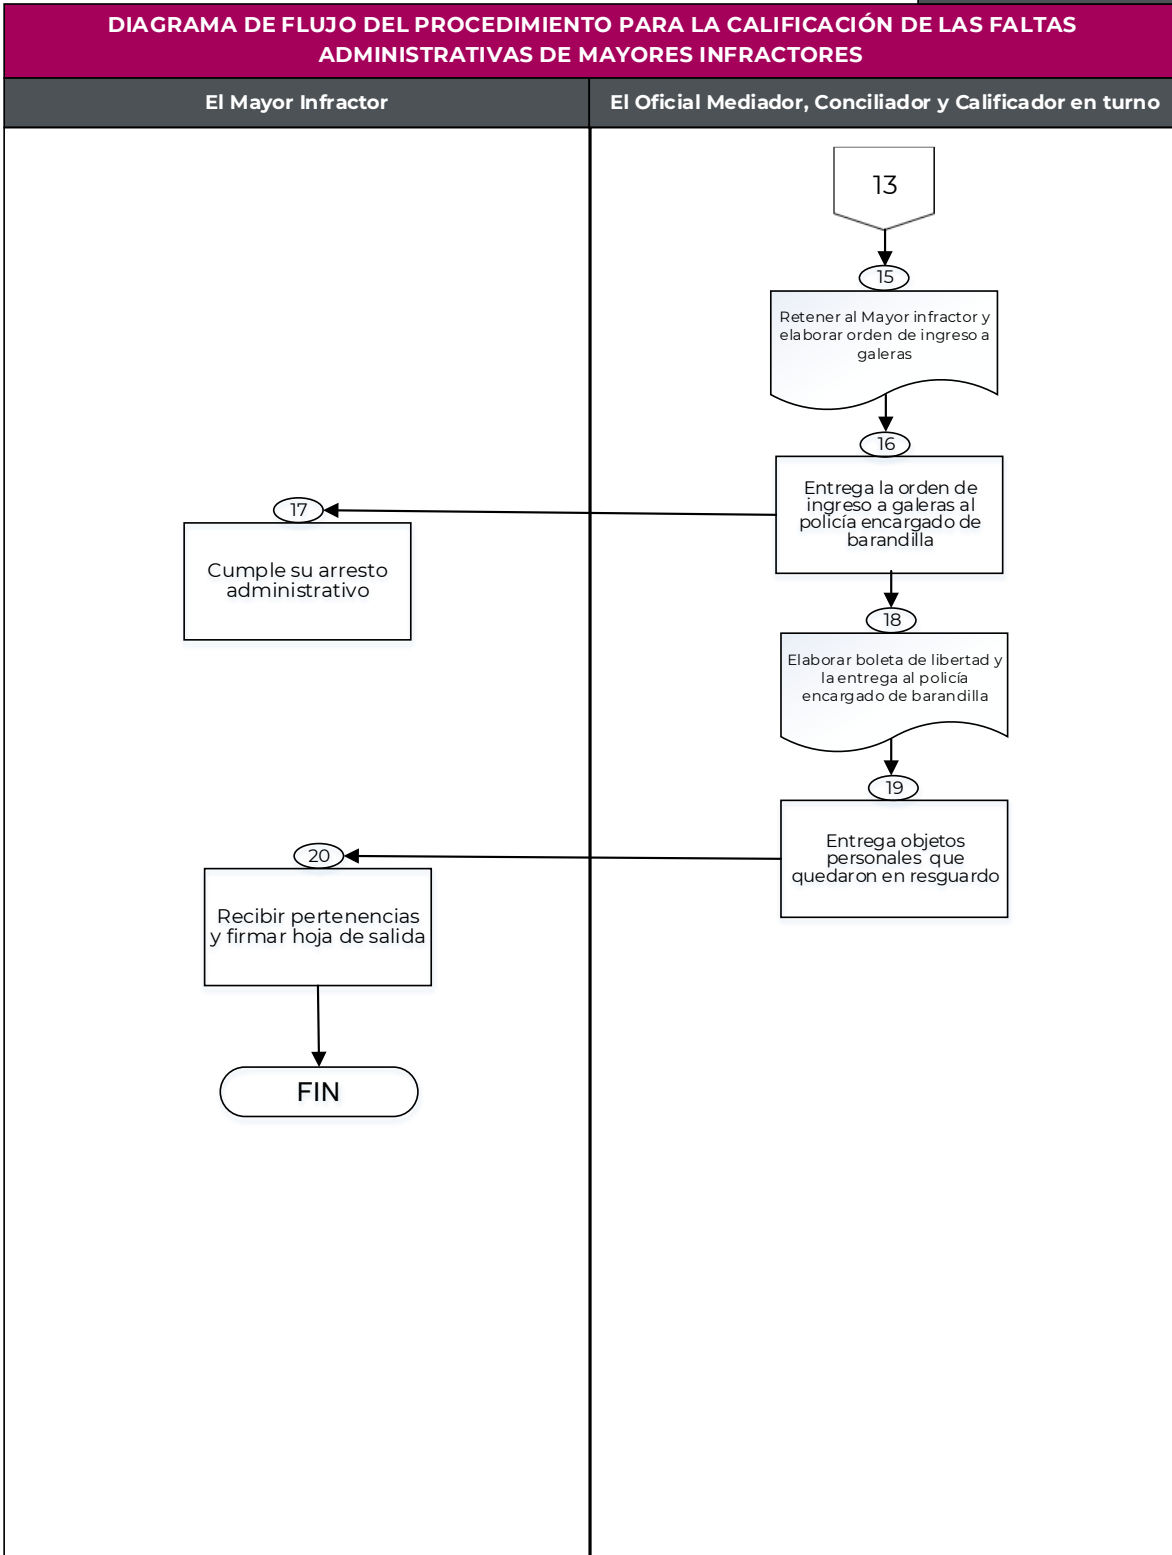 DIAGRAMA DE FLUJO DEL PROCEDIMIENTO PARA LA CALIFICACIÓN DE LAS FALTAS
ADMINISTRATIVAS DE MAYORES INFRACTORES
El Mayor Infractor
El Oficial Mediador, Conciliador y Calificador en turno
13
15
Retener al Mayor infractor y
elaborar orden de ingreso a
galeras
16
Entrega la orden de
ingreso a galeras al
policía encargado de
barandilla
17
Cumple su arresto
administrativo
18
Elaborar boleta de libertad y
la entrega al policía
encargado de barandilla
19
Entrega objetos
personales que
quedaron en resguardo
20
Recibir pertenencias
y firmar hoja de salida
FIN